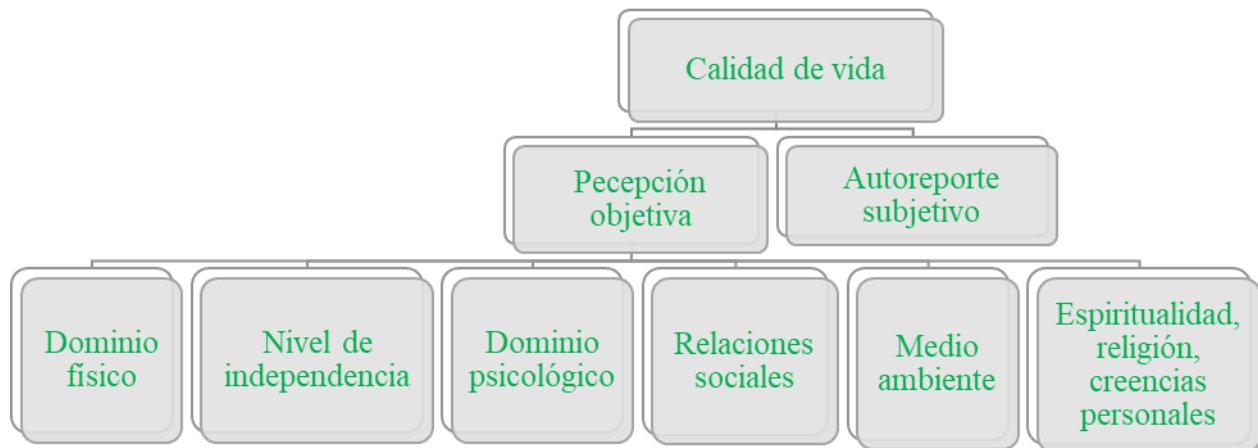 Calidad de vida
Pecepción
objetiva
Autoreporte
subjetivo
Dominio
físico
Nivel de
independencia
Dominio
psicológico
Relaciones
sociales
Medio
ambiente
Espiritualidad,
religión,
creencias
personales